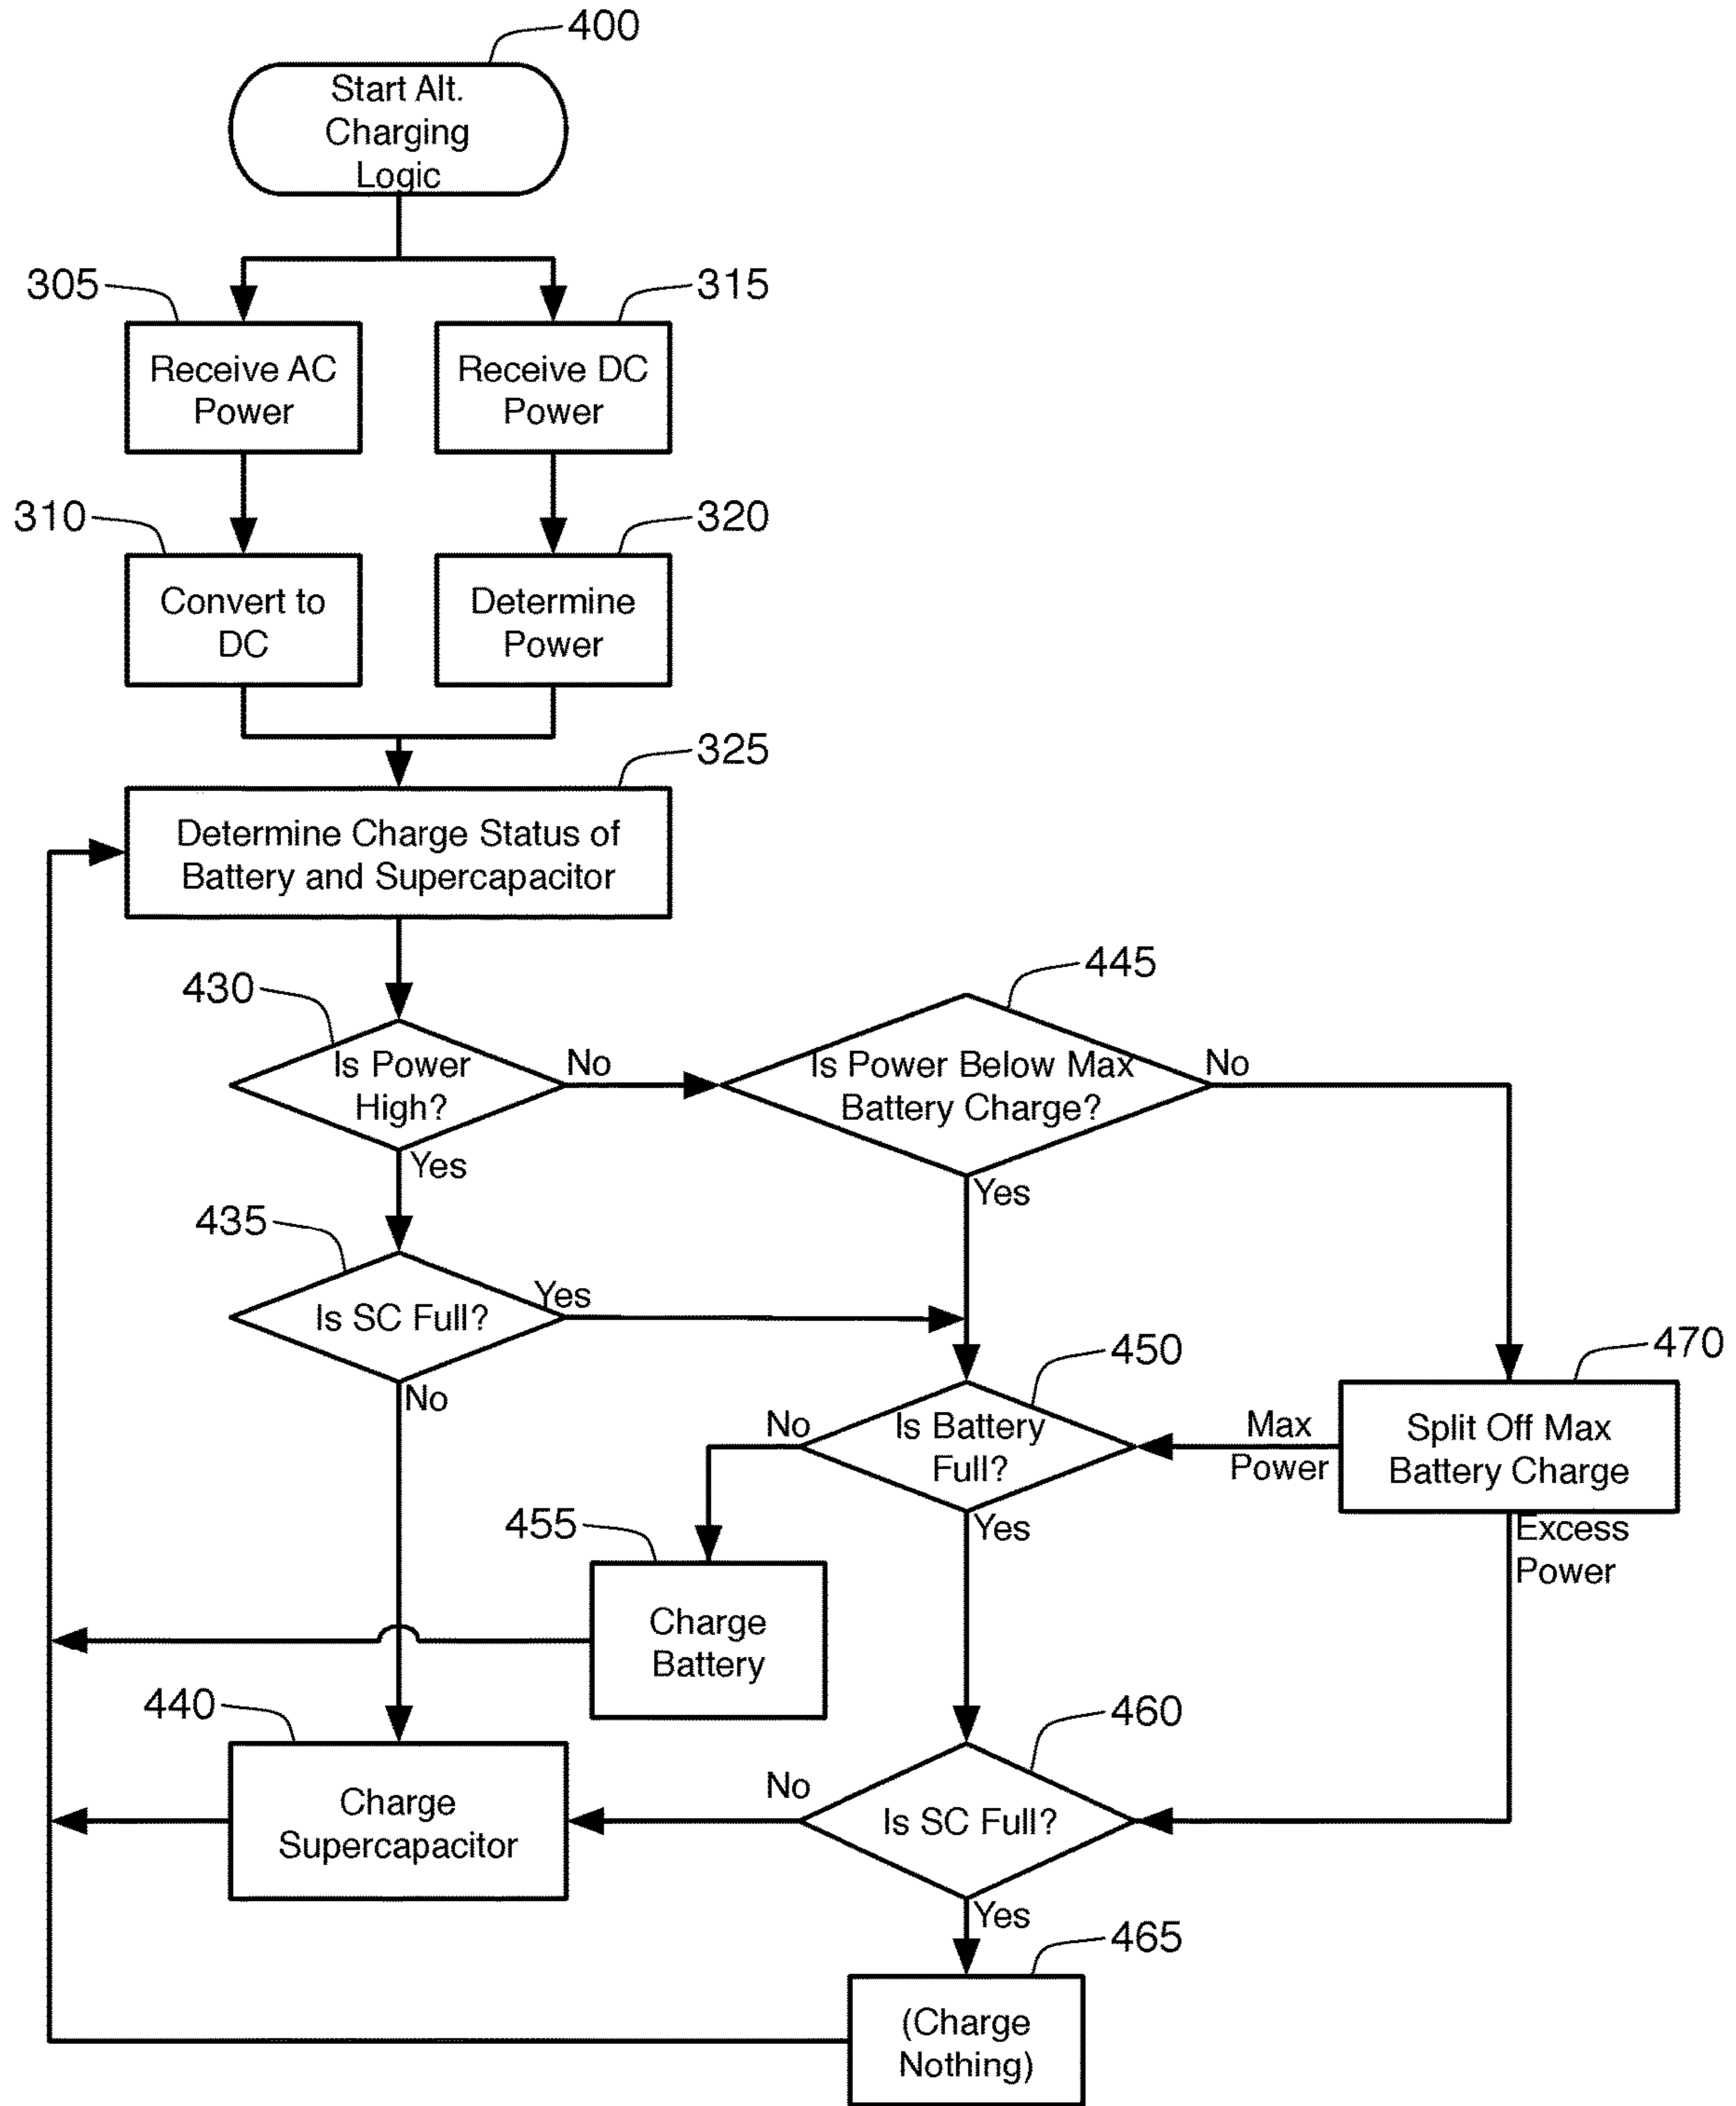 400
Start Alt.
Charging
Logic
305
315
Receive AC
Power
Receive DC
Power
310
320
Convert to
DC
Determine
Power
325
Determine Charge Status of
Battery and Supercapacitor
430
445
Is Power
High?
No
Is Power Below Max
Battery Charge?
No
Yes
Yes
435
Is SC Full?
Yes
No
450
470
No
Is Battery
Full?
Max
Power
Split Off Max
Battery Charge
Yes
Excess
Power
455
Charge
Battery
440
460
Charge
Supercapacitor
No
Is SC Full?
Yes
465
(Charge
Nothing)